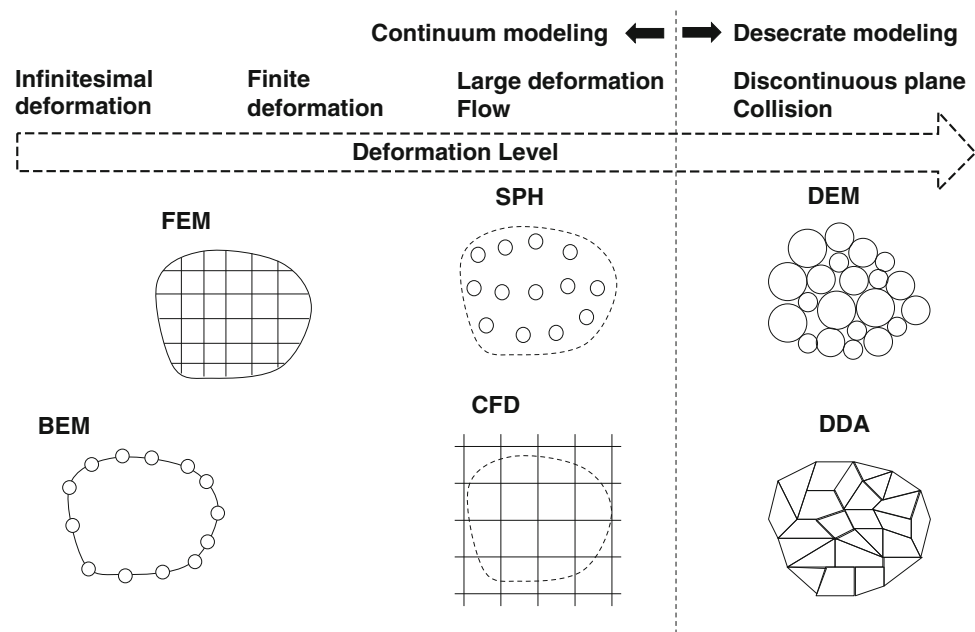 Continuum modeling
Desecrate modeling
Infinitesimal
deformation
Finite
deformation
Large deformation
Flow
Discontinuous plane
Collision
Deformation Level
FEM
SPH
DEM
BEM
CFD
DDA